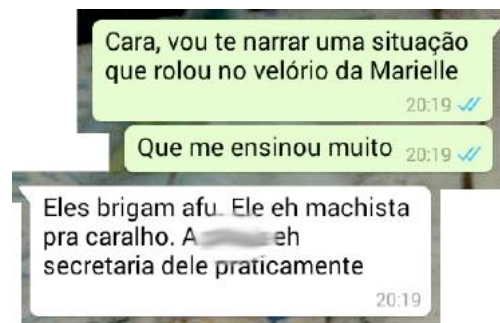 Cara, vou te narrar uma situação
que rolou no velório da Marielle
20:19
Que me ensinou muito 20:19
Eles brigam afu. Ele eh machista
pra caralho. A eh
secretaria dele praticamente
20:19